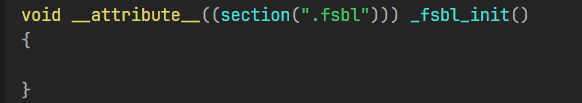 void __attribute__((section(".fsbl"))) _fsbl_init()
{
}